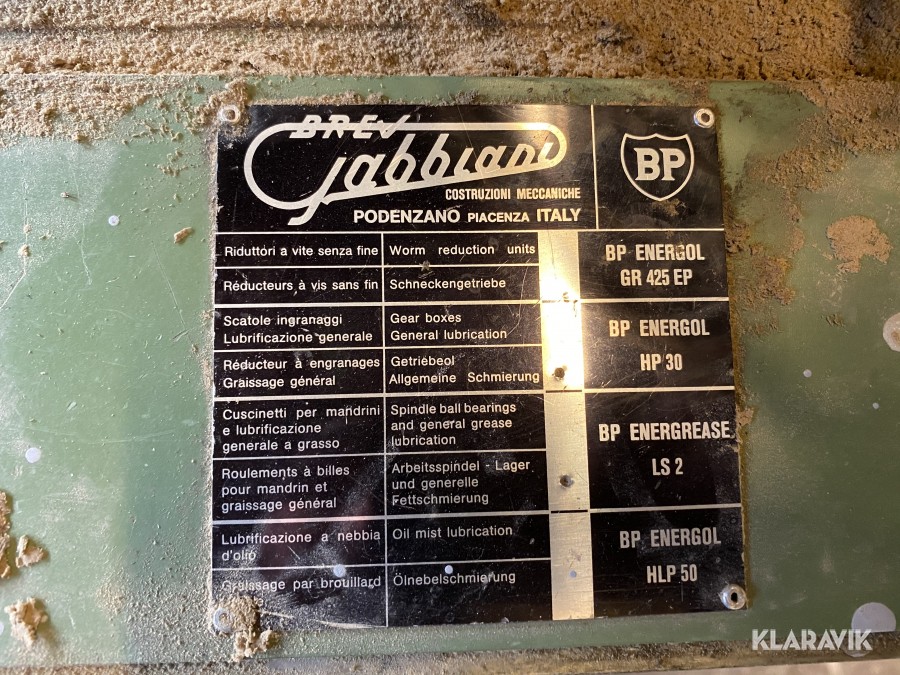 BREV
Gabbiani
COSTRUZIONI MECCANICHE
PODENZANO PIACENZA ITALY
BP
Riduttori a vite senza fine
Worm reduction units
Réducteurs à vis sans fin
Schneckengetriebe
BP ENERGOL
GR 425 EP
Scatole ingranaggi
Lubrificazione generale
Gear boxes
General lubrication
Réducteur à engranages
Graissage général
Getriebeol
Allgemeine Schmierung
BP ENERGOL
HP 30
Cuscinetti per mandrini
e lubrificazione
generale a grasso
Spindle ball bearings
and general grease
lubrication
Roulements à billes
pour mandrin et
graissage général
Arbeitsspindel - Lager
und generelle
Fettschmierung
BP ENERGREASE
LS 2
Lubrificazione a nebbia
d'olio
Oil mist lubrication
Graissage par brouillard
Ölnebelschmierung
BP ENERGOL
HLP 50
KLARAVIK